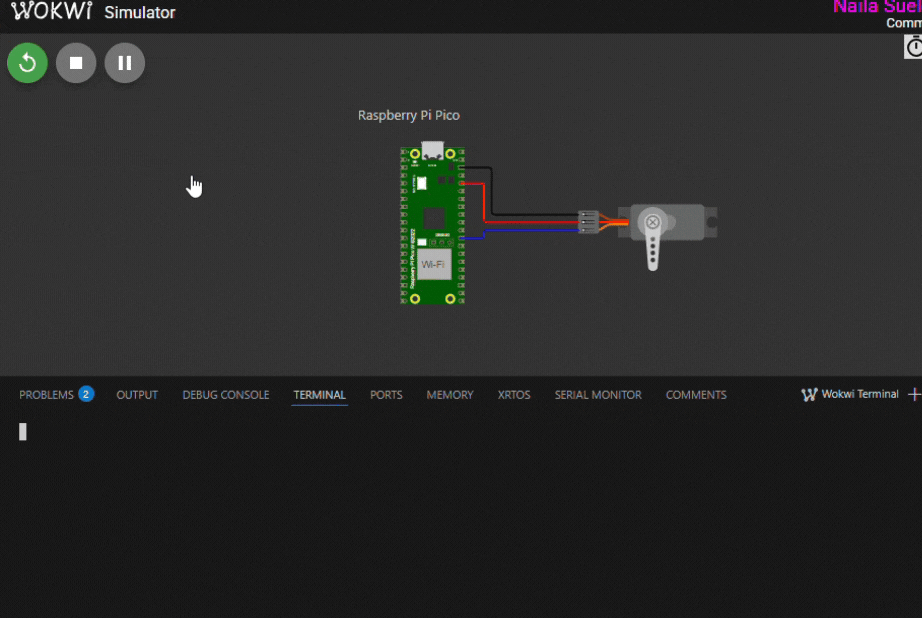 WOKWi Simulator
Naila Suel
Comm
Raspberry Pi Pico
Wi-Fi
PROBLEMS 2 OUTPUT DEBUG CONSOLE TERMINAL PORTS MEMORY XRTOS SERIAL MONITOR COMMENTS W Wokwi Terminal +